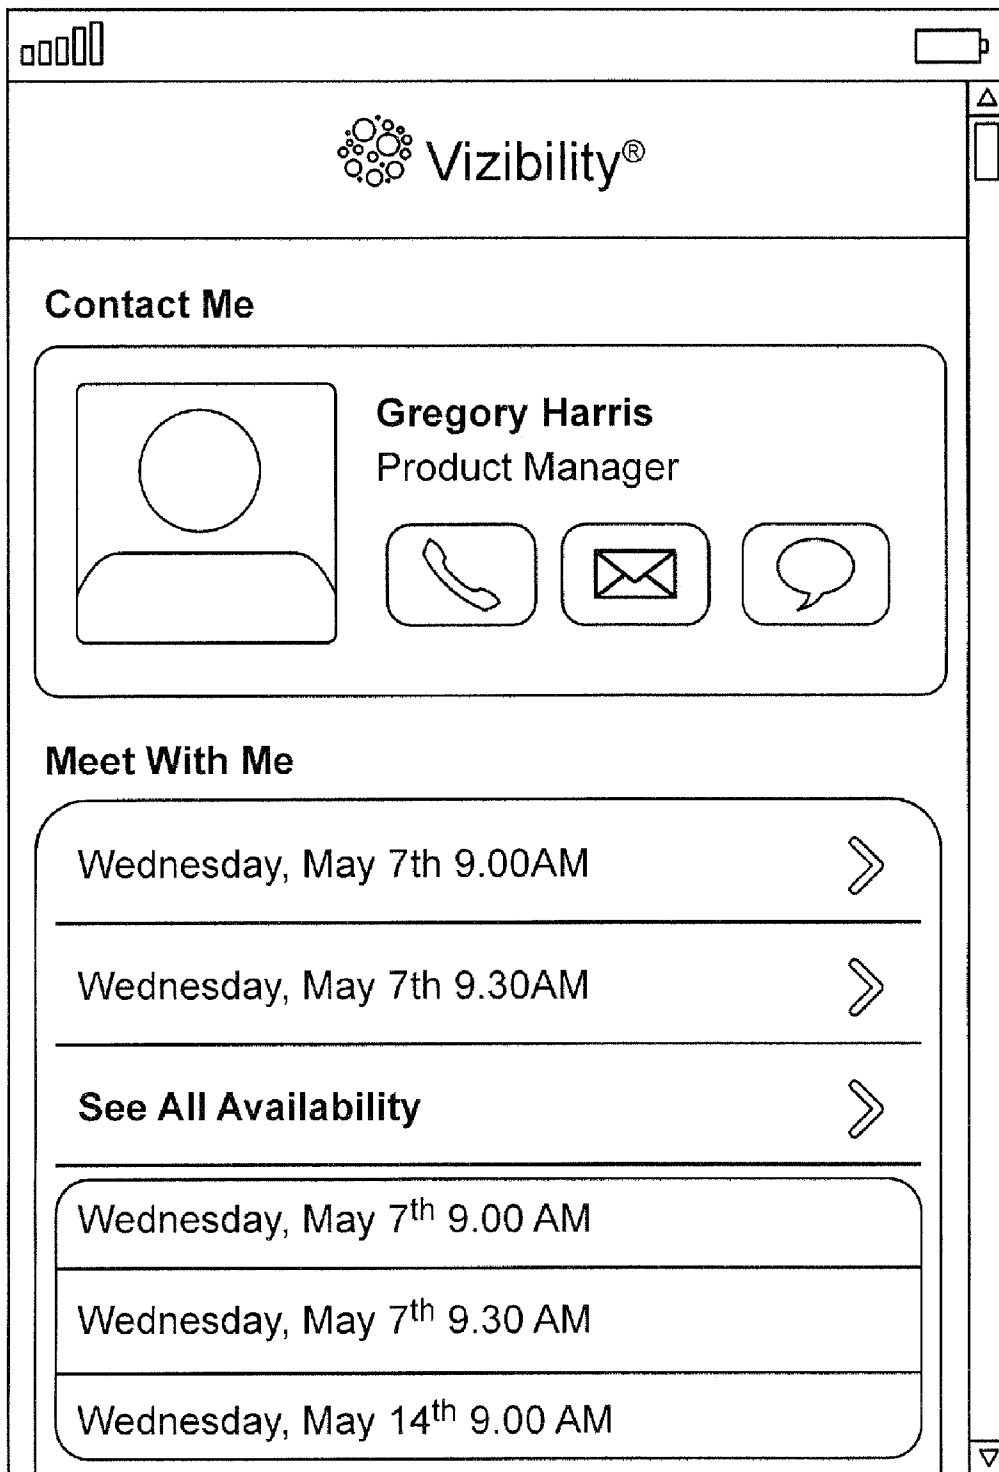 Vizibility®
Contact Me
Gregory Harris
Product Manager
Meet With Me
Wednesday, May 7th 9.00AM
Wednesday, May 7th 9.30AM
See All Availability
Wednesday, May 7th 9.00 AM
Wednesday, May 7th 9.30 AM
Wednesday, May 14th 9.00 AM